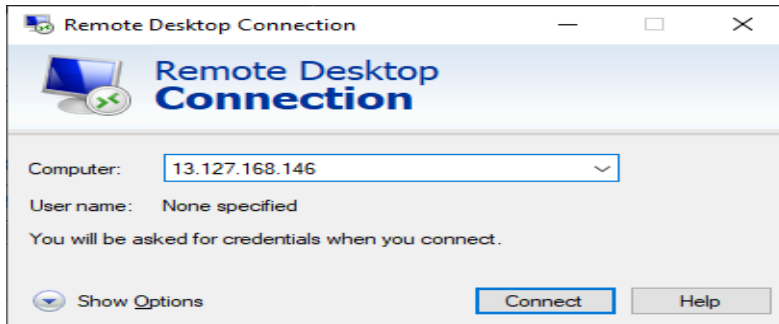 Remote Desktop Connection
Remote Desktop
Connection
Computer: 13.127.168.146
User name: None specified
You will be asked for credentials when you connect.
Show Options Connect Help